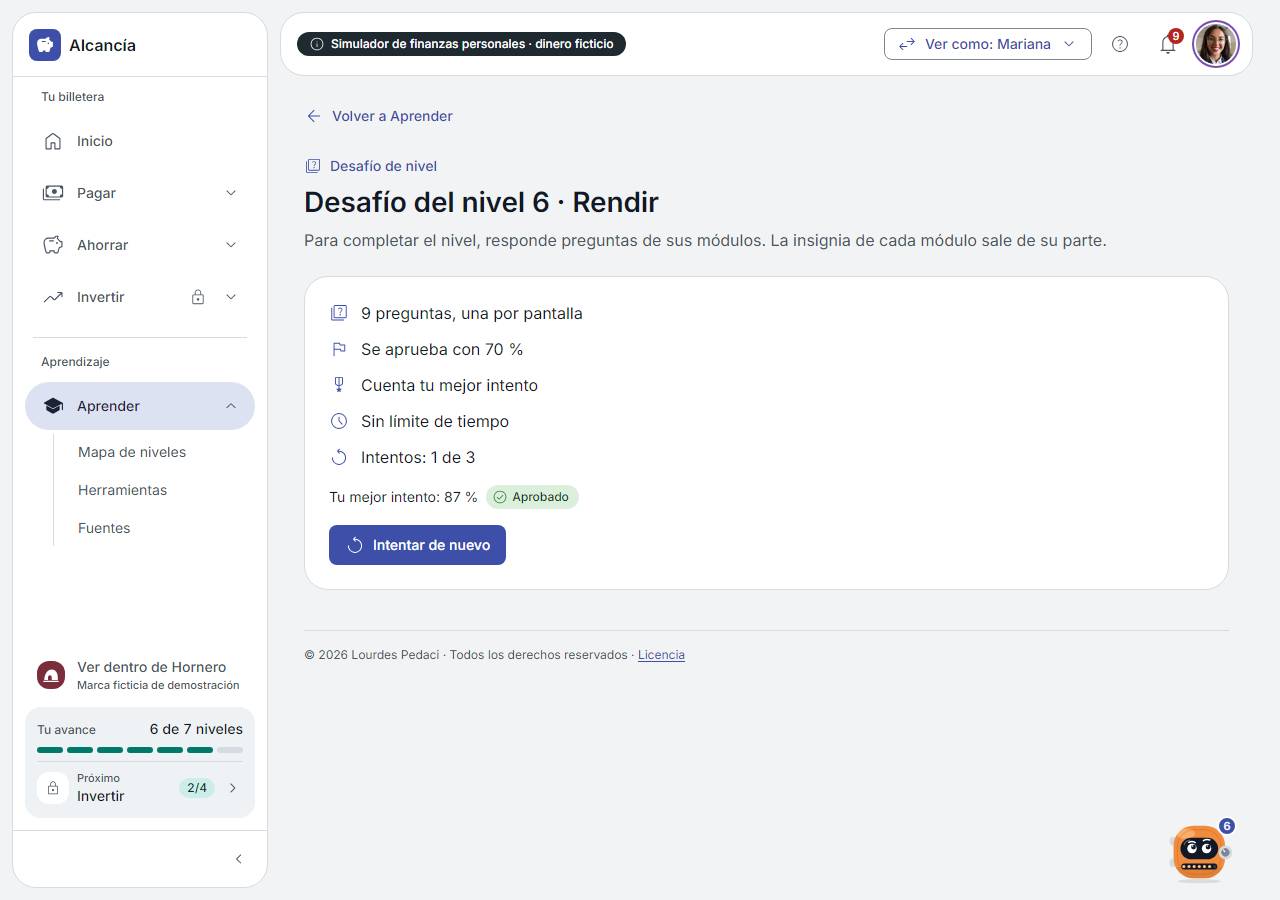 Alcancía
Simulador de finanzas personales · dinero ficticio
Ver como: Mariana
9
Tu billetera
Inicio
Pagar
Ahorrar
Invertir
Aprendizaje
Aprender
Mapa de niveles
Herramientas
Fuentes
Ver dentro de Hornero
Marca ficticia de demostración
Tu avance
6 de 7 niveles
Próximo
Invertir
2/4
Volver a Aprender
Desafío de nivel
Desafío del nivel 6 · Rendir
Para completar el nivel, responde preguntas de sus módulos. La insignia de cada módulo sale de su parte.
9 preguntas, una por pantalla
Se aprueba con 70 %
Cuenta tu mejor intento
Sin límite de tiempo
Intentos: 1 de 3
Tu mejor intento: 87 % Aprobado
Intentar de nuevo
© 2026 Lourdes Pedaci · Todos los derechos reservados · Licencia
6